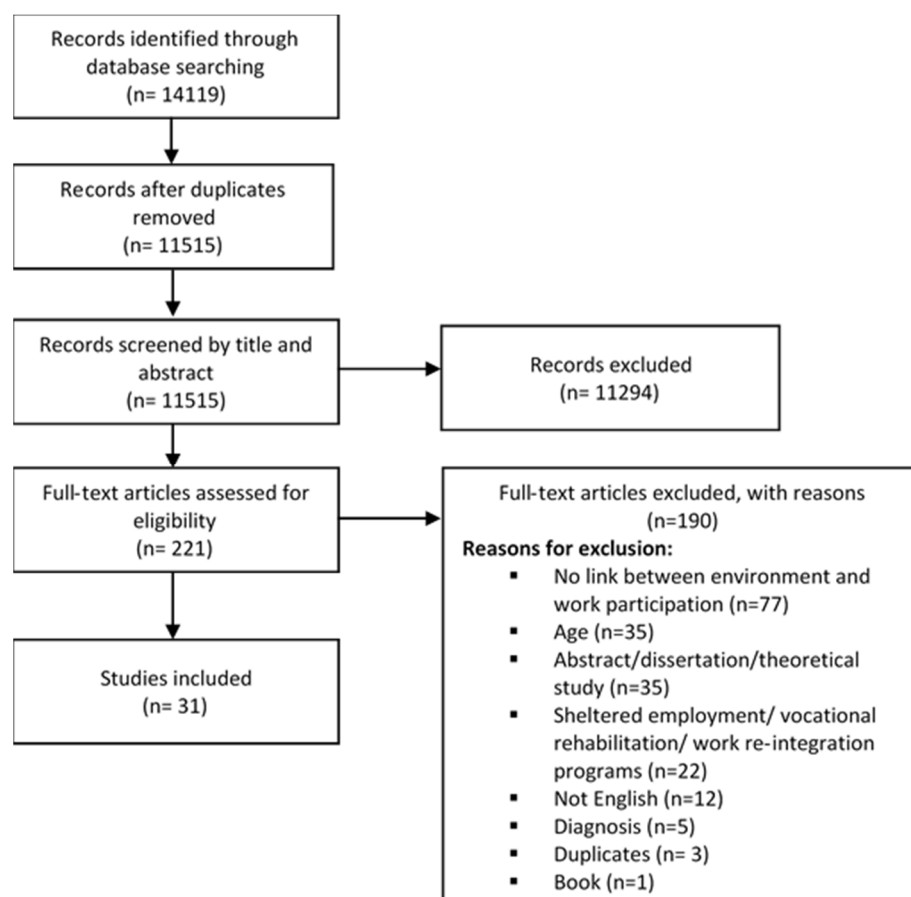 Records identified through
database searching
(n= 14119)
Records after duplicates
removed
(n= 11515)
Records screened by title and
abstract
(n= 11515)
Records excluded
(n= 11294)
Full-text articles assessed for
eligibility
(n= 221)
Full-text articles excluded, with reasons
(n=190)
Reasons for exclusion:
▪ No link between environment and
work participation (n=77)
▪ Age (n=35)
▪ Abstract/dissertation/theoretical
study (n=35)
▪ Sheltered employment/ vocational
rehabilitation/ work re-integration
programs (n=22)
▪ Not English (n=12)
▪ Diagnosis (n=5)
▪ Duplicates (n= 3)
▪ Book (n=1)
Studies included
(n= 31)